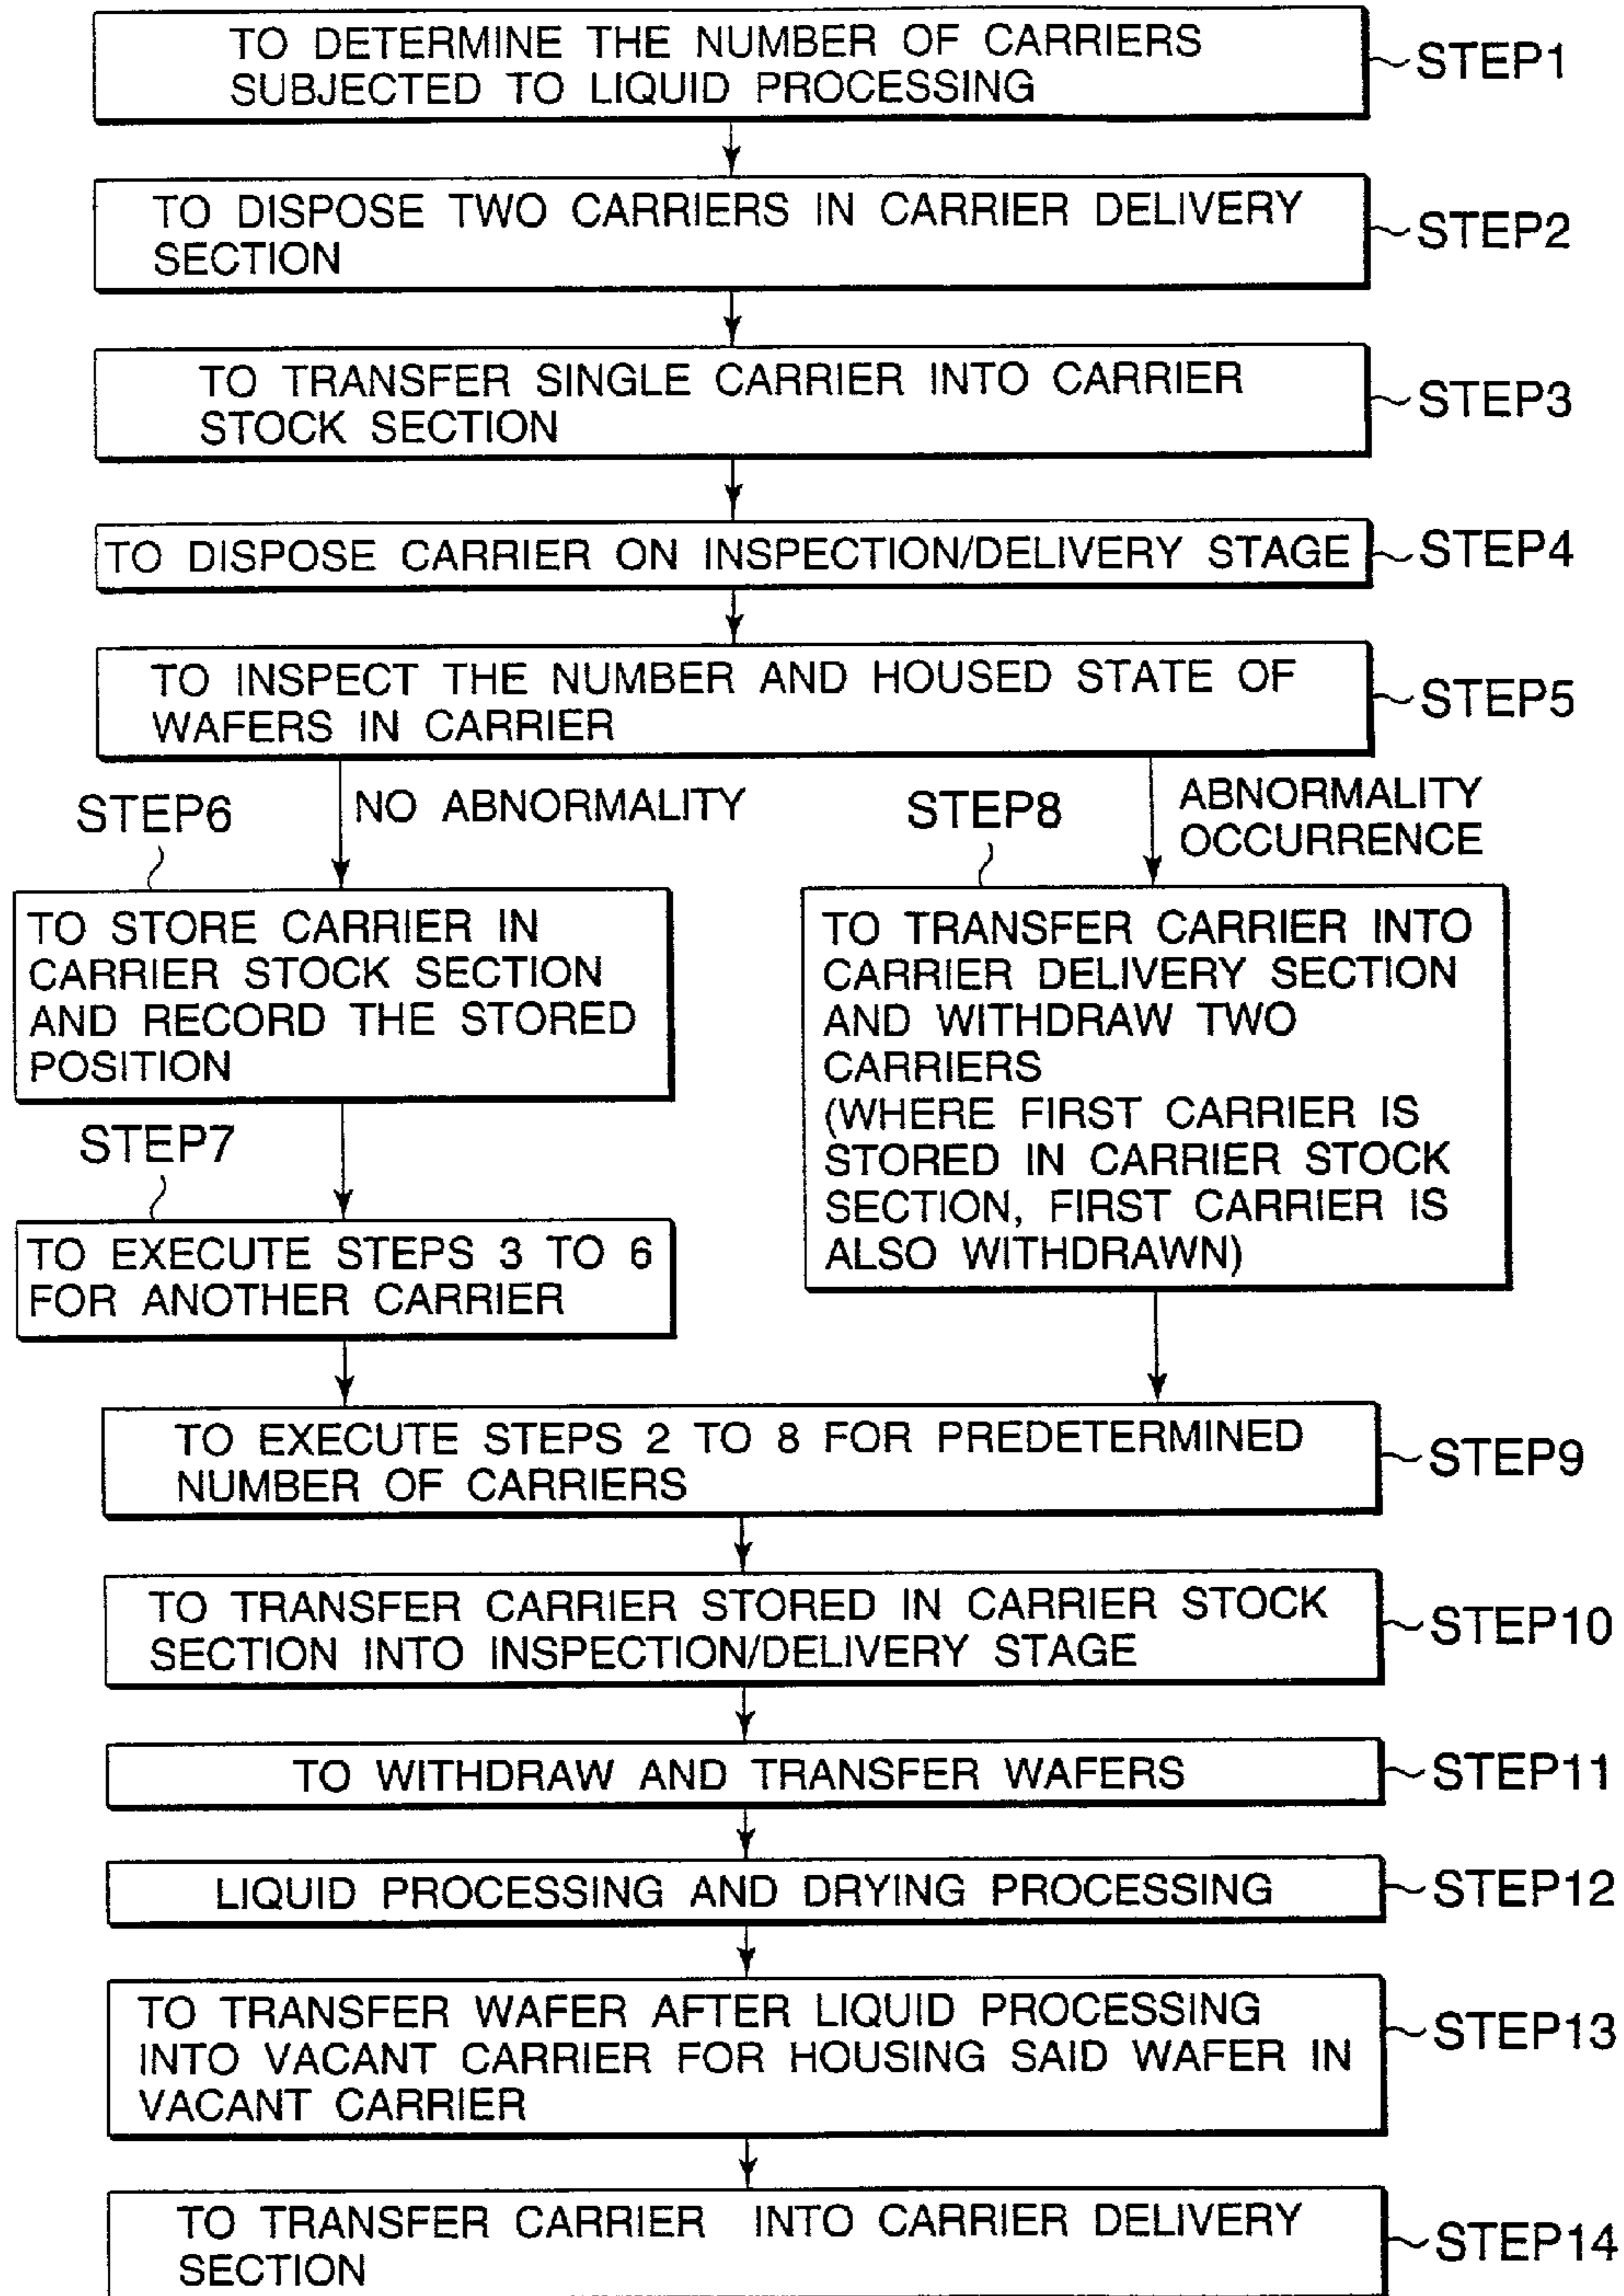 TO DETERMINE THE NUMBER OF CARRIERS
SUBJECTED TO LIQUID PROCESSING
STEP1
TO DISPOSE TWO CARRIERS IN CARRIER DELIVERY
SECTION
STEP2
TO TRANSFER SINGLE CARRIER INTO CARRIER
STOCK SECTION
STEP3
TO DISPOSE CARRIER ON INSPECTION/DELIVERY STAGE
STEP4
TO INSPECT THE NUMBER AND HOUSED STATE OF
WAFERS IN CARRIER
STEP5
NO ABNORMALITY
STEP6
TO STORE CARRIER IN
CARRIER STOCK SECTION
AND RECORD THE STORED
POSITION
STEP7
TO EXECUTE STEPS 3 TO 6
FOR ANOTHER CARRIER
ABNORMALITY
OCCURRENCE
STEP8
TO TRANSFER CARRIER INTO
CARRIER DELIVERY SECTION
AND WITHDRAW TWO
CARRIERS
(WHERE FIRST CARRIER IS
STORED IN CARRIER STOCK
SECTION, FIRST CARRIER IS
ALSO WITHDRAWN)
TO EXECUTE STEPS 2 TO 8 FOR PREDETERMINED
NUMBER OF CARRIERS
STEP9
TO TRANSFER CARRIER STORED IN CARRIER STOCK
SECTION INTO INSPECTION/DELIVERY STAGE
STEP10
TO WITHDRAW AND TRANSFER WAFERS
STEP11
LIQUID PROCESSING AND DRYING PROCESSING
STEP12
TO TRANSFER WAFER AFTER LIQUID PROCESSING
INTO VACANT CARRIER FOR HOUSING SAID WAFER IN
VACANT CARRIER
STEP13
TO TRANSFER CARRIER INTO CARRIER DELIVERY
SECTION
STEP14